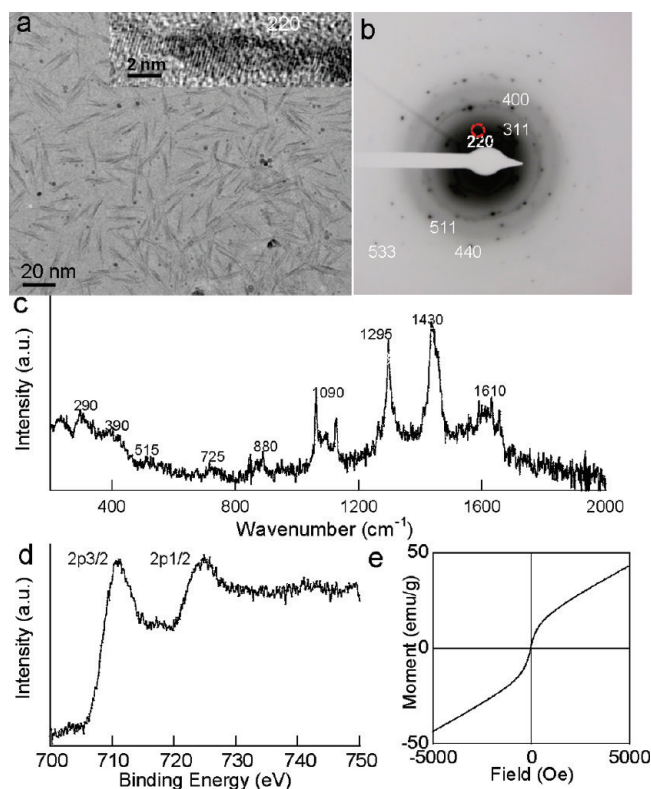 a
220
2 nm
20 nm
b
400
311
220
511
533
440
c
Intensity (a.u.)
290
390
515
725
880
1090
1295
1430
1610
400
800
1200
1600
2000
Wavenumber (cm⁻¹)
d
2p3/2
2p1/2
Intensity (a.u.)
700
710
720
730
740
750
Binding Energy (eV)
e
50
0
-50
Moment (emu/g)
-5000
0
5000
Field (Oe)